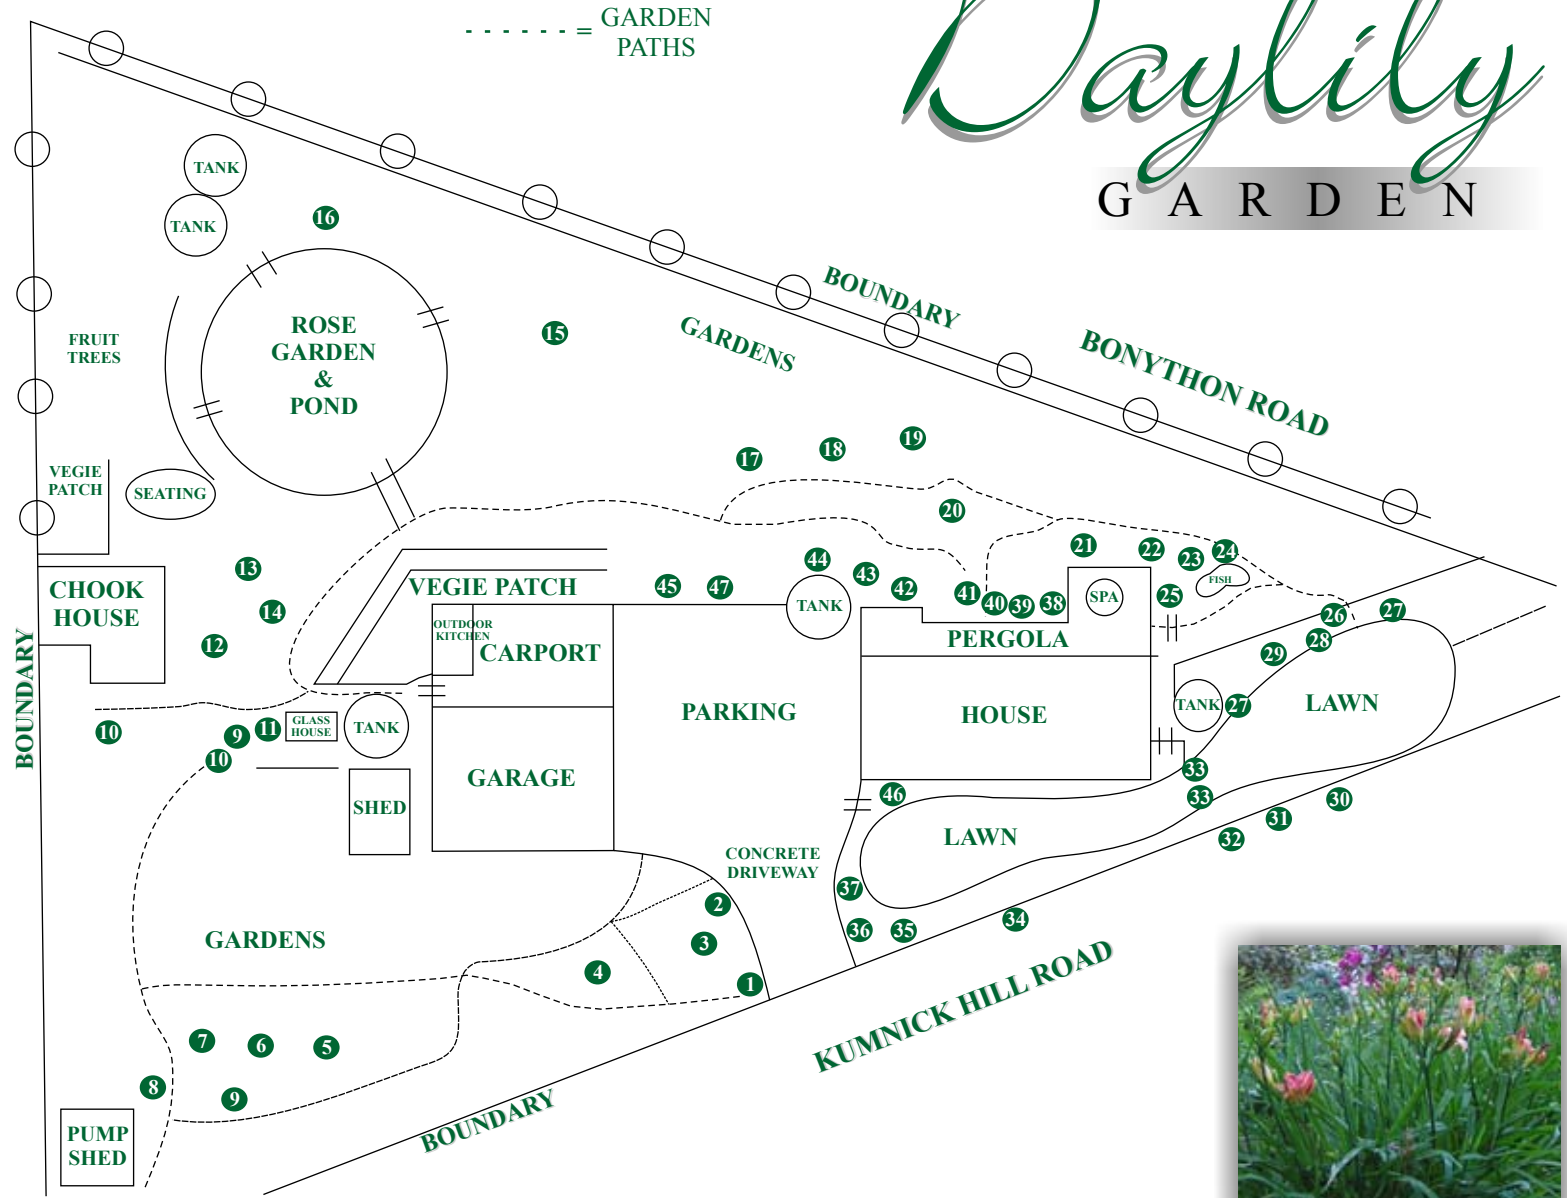 - - - - - - = GARDEN
PATHS
Daylily
GARDEN
TANK
TANK
16
BOUNDARY
BONYTHON ROAD
GARDENS
FRUIT
TREES
ROSE
GARDEN
&
POND
15
VEGIE
PATCH
SEATING
17
18
19
20
21
22
23
24
FISH
25
13
14
12
CHOOK
HOUSE
VEGIE PATCH
45
47
44
TANK
43
42
41
40
39
38
SPA
PERGOLA
26
27
28
29
OUTDOOR
KITCHEN
CARPORT
BOUNDARY
10
9
11
10
GLASS
HOUSE
TANK
PARKING
HOUSE
TANK
27
LAWN
SHED
GARAGE
33
33
46
30
31
32
LAWN
CONCRETE
DRIVEWAY
37
36
35
34
2
3
4
1
GARDENS
KUMNICK HILL ROAD
7
6
5
8
9
BOUNDARY
PUMP
SHED